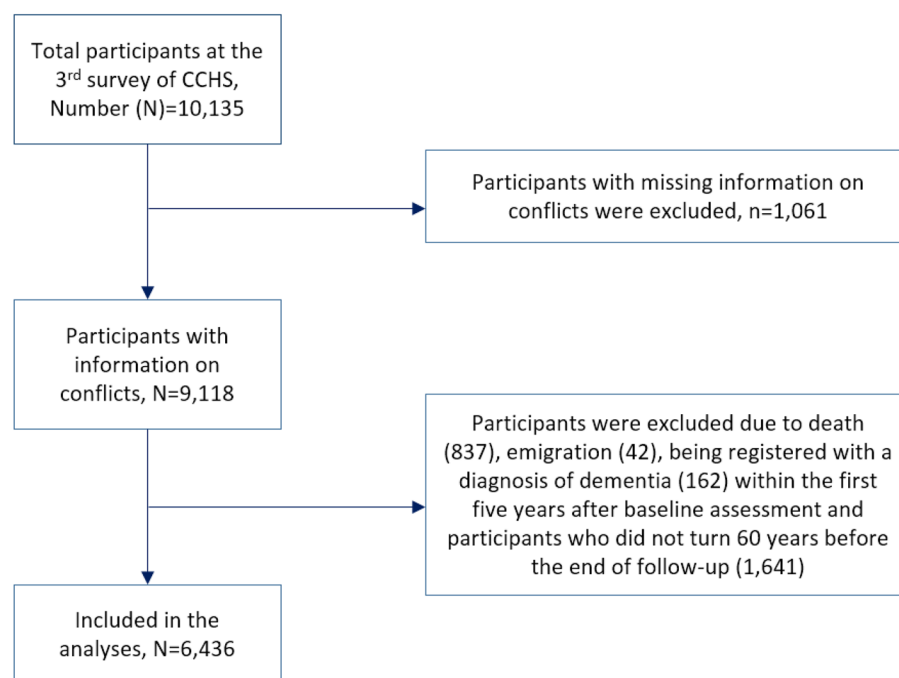 Total participants at the
3rd survey of CCHS,
Number (N)=10,135
Participants with missing information on
conflicts were excluded, n=1,061
Participants with
information on
conflicts, N=9,118
Participants were excluded due to death
(837), emigration (42), being registered with a
diagnosis of dementia (162) within the first
five years after baseline assessment and
participants who did not turn 60 years before
the end of follow-up (1,641)
Included in the
analyses, N=6,436